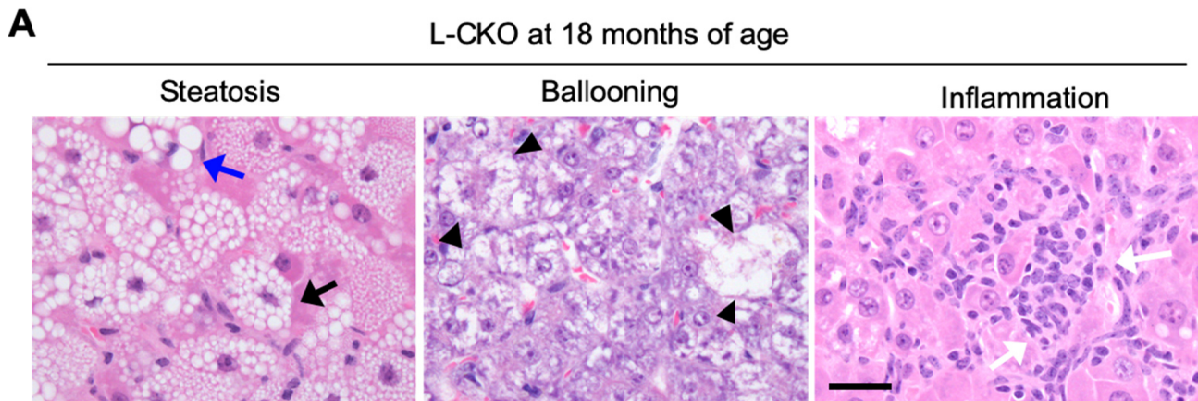 A
L-CKO at 18 months of age
Steatosis
Ballooning
Inflammation